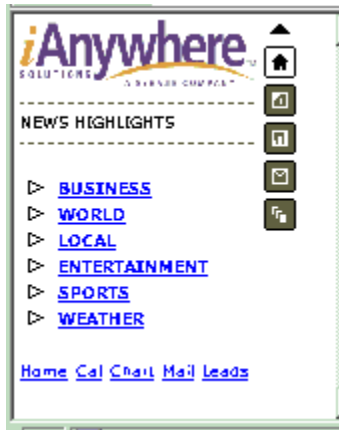 iAnywhere
SOLUTIONS
A SYBASE COMPANY
NEWS HIGHLIGHTS
BUSINESS
WORLD
LOCAL
ENTERTAINMENT
SPORTS
WEATHER
Home Cal Chart Mail Leads